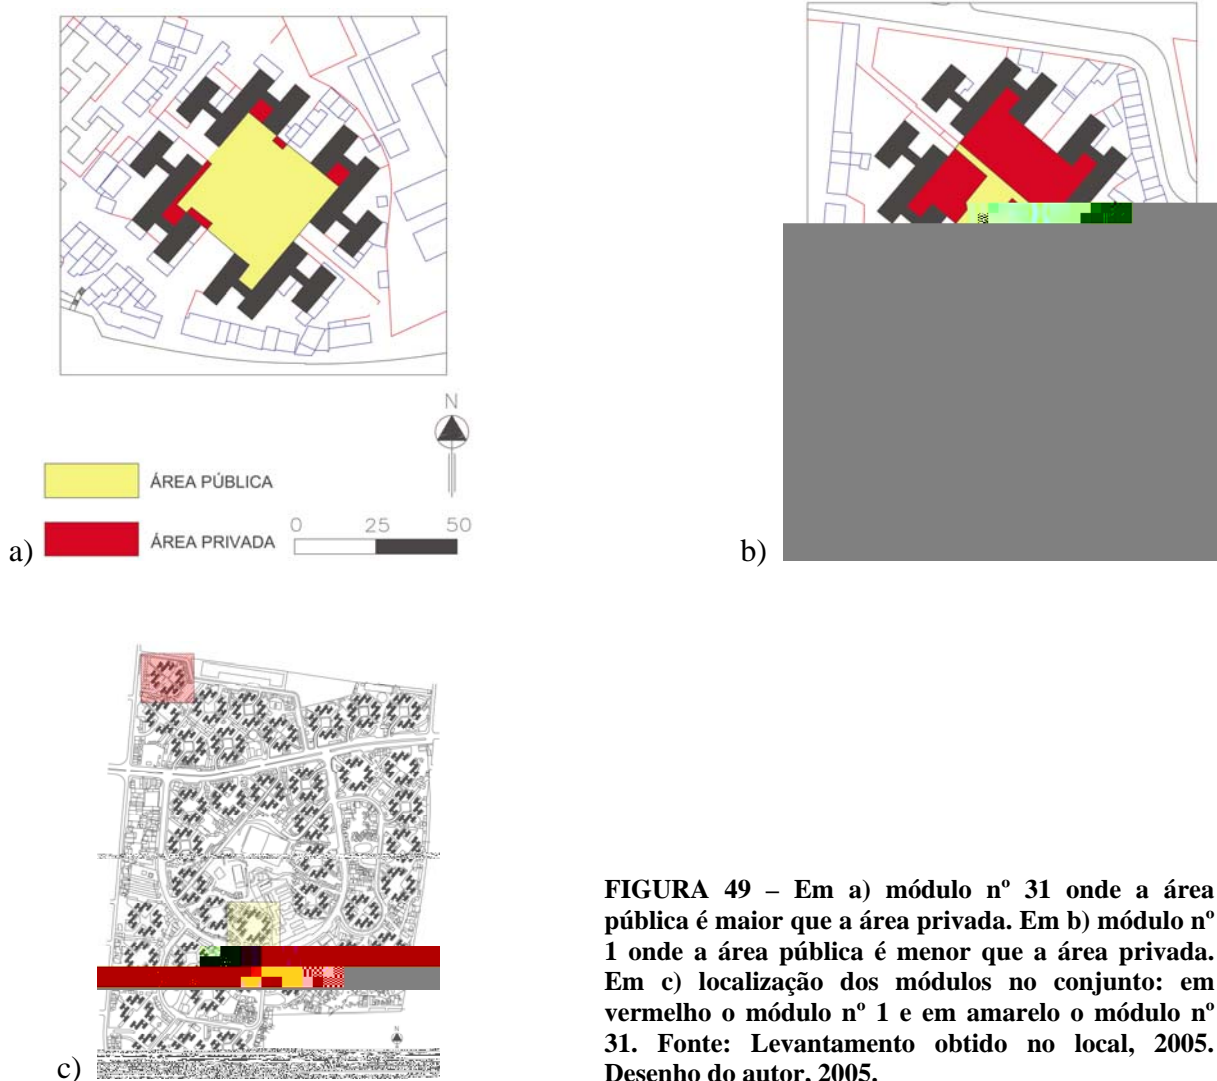 N
ÁREA PÚBLICA
ÁREA PRIVADA
0 25 50
a)
b)
N
c)
FIGURA 49 – Em a) módulo nº 31 onde a área
pública é maior que a área privada. Em b) módulo nº
1 onde a área pública é menor que a área privada.
Em c) localização dos módulos no conjunto: em
vermelho o módulo nº 1 e em amarelo o módulo nº
31. Fonte: Levantamento obtido no local, 2005.
Desenho do autor, 2005.